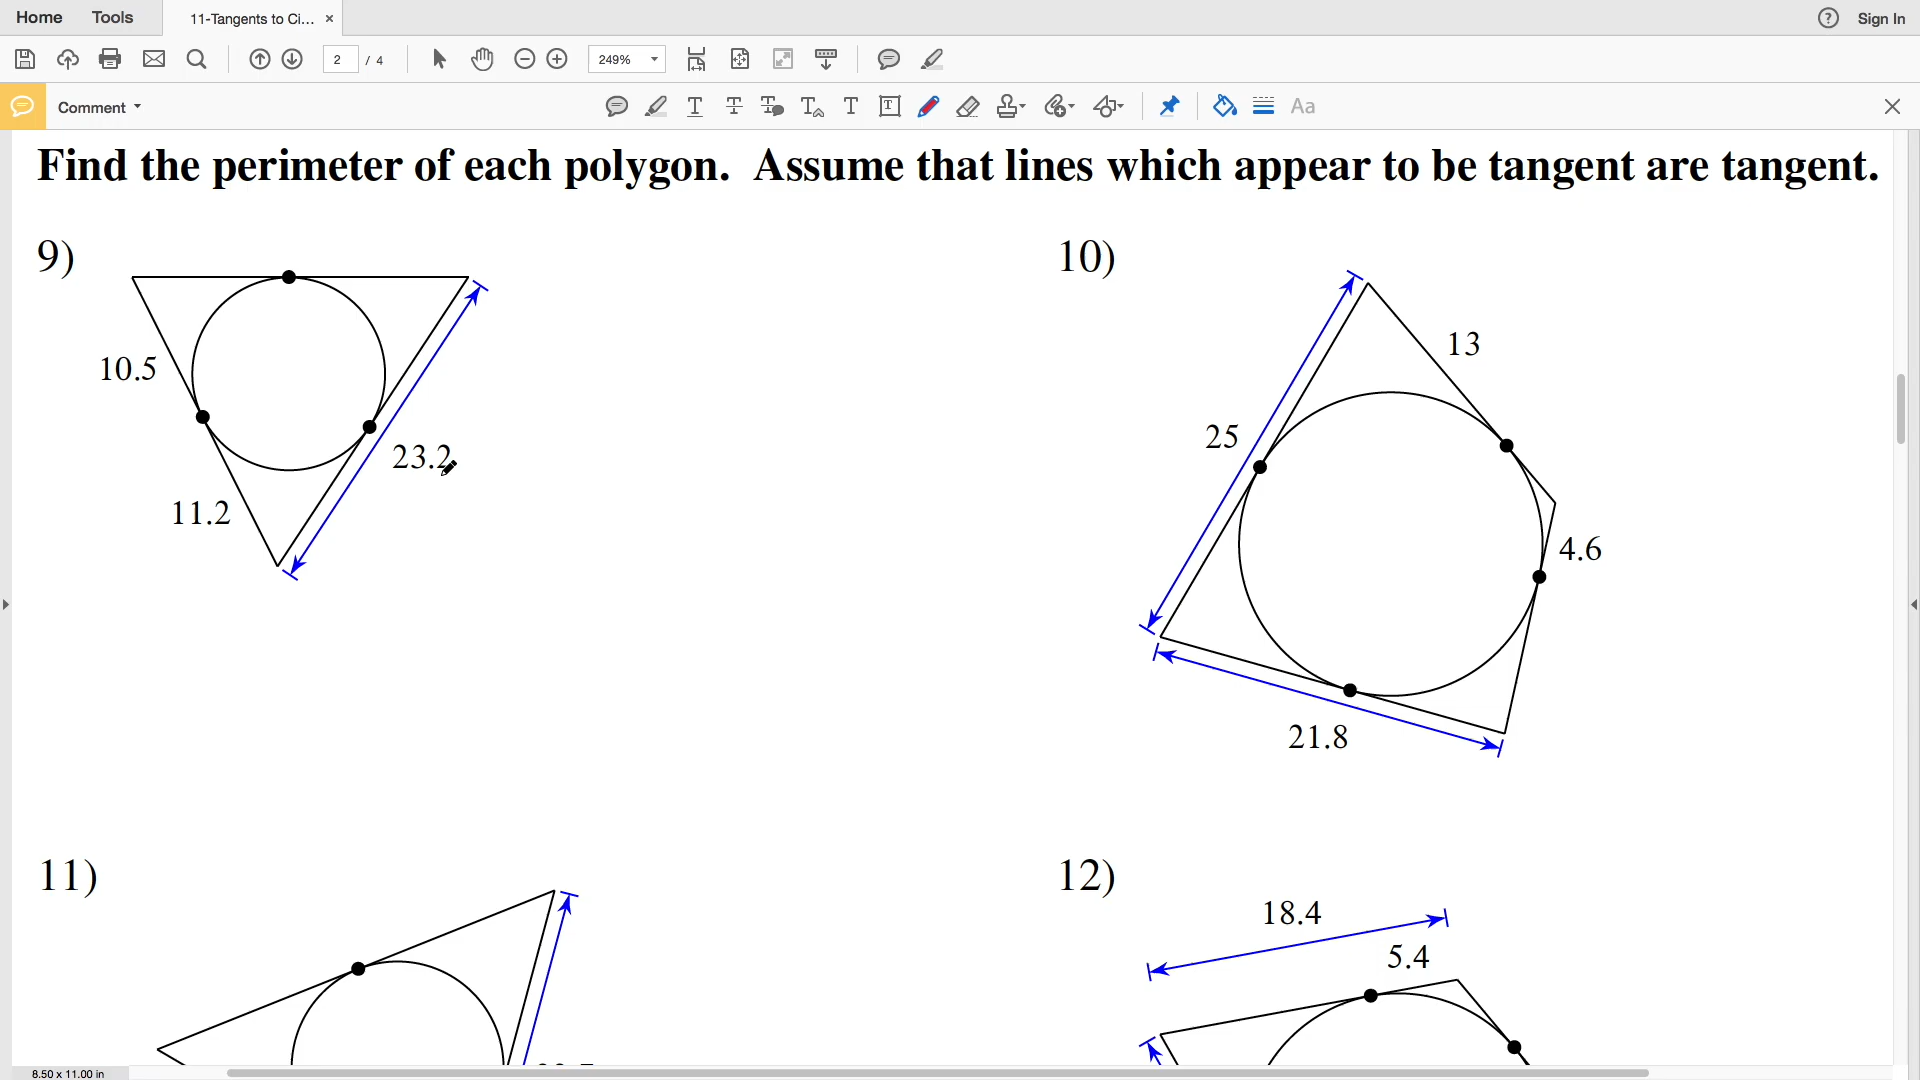 Home Tools 11-Tangents to Ci... × ? Sign In
2 / 4 249%
Comment T T T T T T Aa
Find the perimeter of each polygon. Assume that lines which appear to be tangent are tangent.
9) 10)
13
10.5
25
23.2
11.2
4.6
21.8
11) 12)
18.4
5.4
8.50 x 11.00 in